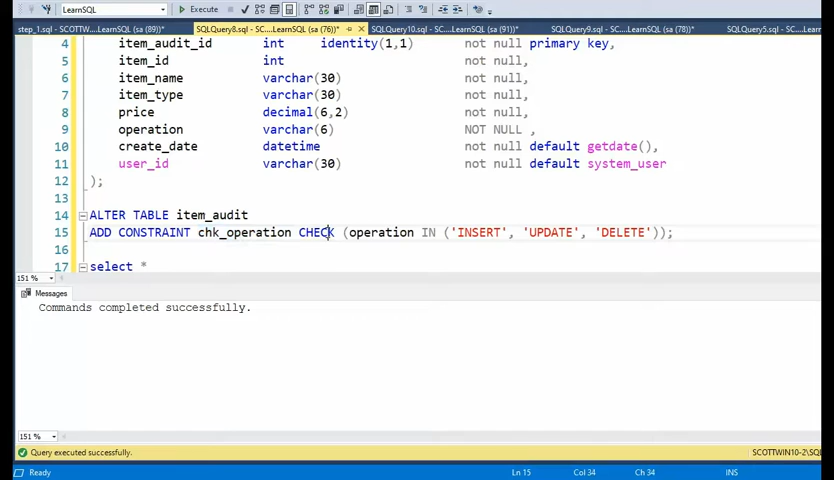 LearnSQL Execute
step_1.sql - SCOTTW....LearnSQL (sa (89))* SQLQuery8.sql - SC....LearnSQL (sa (76))* SQLQuery10.sql - SC....LearnSQL (sa (91))* SQLQuery9.sql - SC....LearnSQL (sa (78))* SQLQuery5.sql - SC....LearnSQL (sa (87
4 item_audit_id int identity(1,1) not null primary key,
5 item_id int not null,
6 item_name varchar(30) not null,
7 item_type varchar(30) not null,
8 price decimal(6,2) not null,
9 operation varchar(6) NOT NULL ,
10 create_date datetime not null default getdate(),
11 user_id varchar(30) not null default system_user
12 );
13
14 ALTER TABLE item_audit
15 ADD CONSTRAINT chk_operation CHECK (operation IN ('INSERT', 'UPDATE', 'DELETE'));
16
17 select *
151 %
Messages
Commands completed successfully.
151 %
Query executed successfully. SCOTTWIN10-2\SQL
Ready Ln 15 Col 34 Ch 34 INS